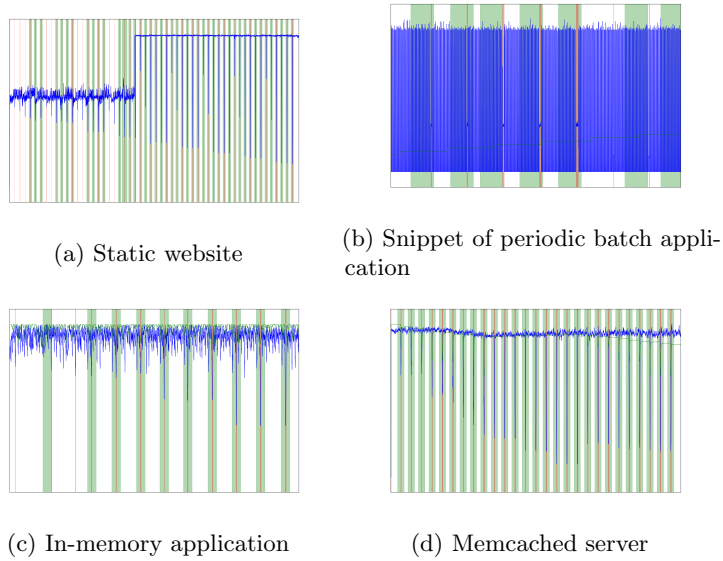 (a) Static website
(b) Snippet of periodic batch appli-
cation
(c) In-memory application
(d) Memcached server